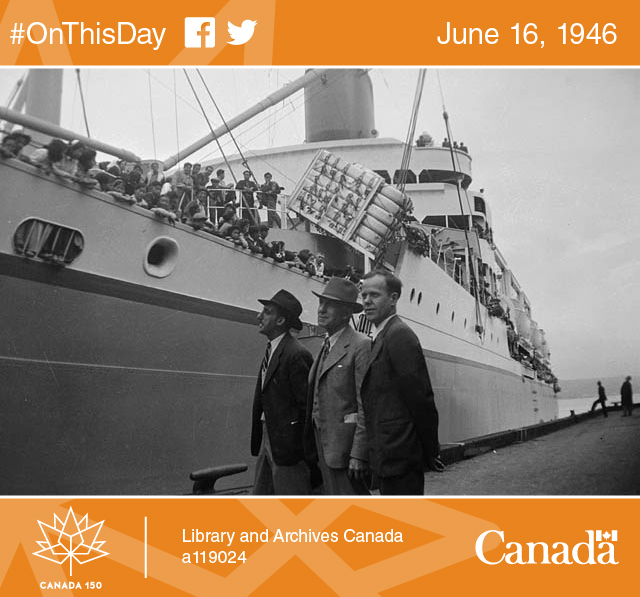 #OnThisDay
June 16, 1946
CANADA 150
Library and Archives Canada
a119024
Canada